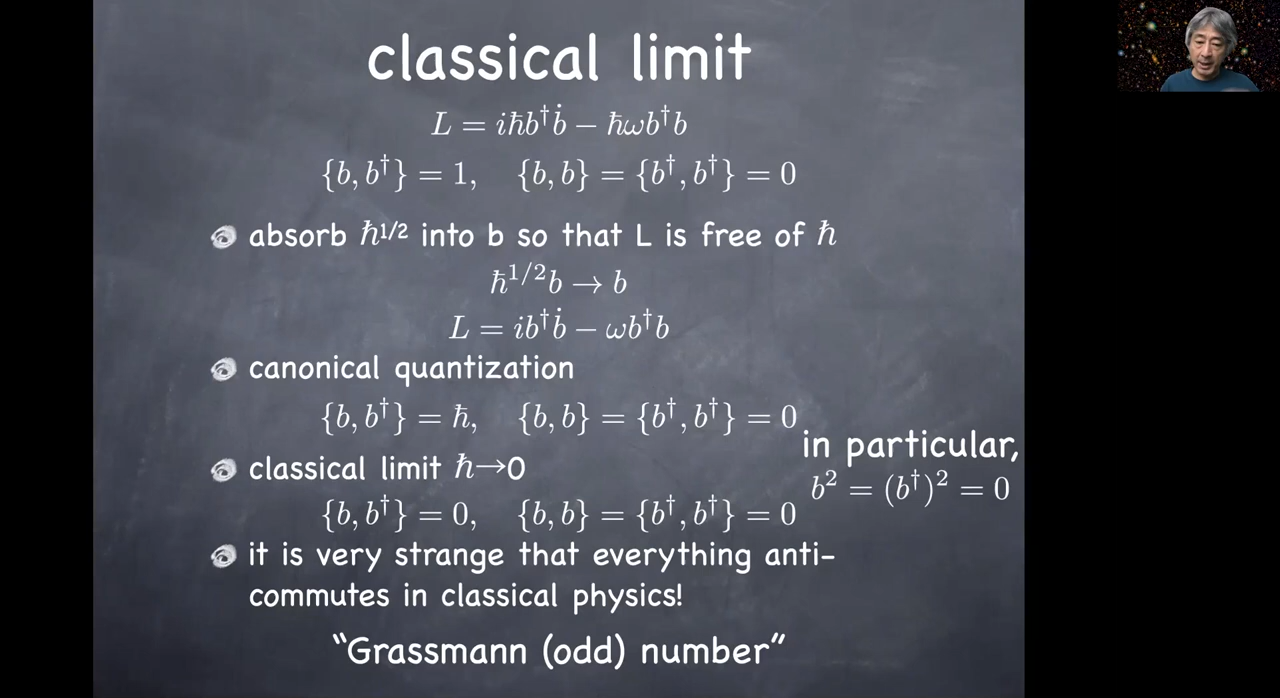 classical limit
L = iħb†ḃ − ħωb†b
{b, b†} = 1, {b, b} = {b†, b†} = 0
absorb ħ1/2 into b so that L is free of ħ
ħ^{1/2}b → b
L = ib†ḃ − ωb†b
canonical quantization
{b, b†} = ħ, {b, b} = {b†, b†} = 0
in particular,
b² = (b†)² = 0
classical limit ħ→0
{b, b†} = 0, {b, b} = {b†, b†} = 0
it is very strange that everything anti-
commutes in classical physics!
“Grassmann (odd) number”